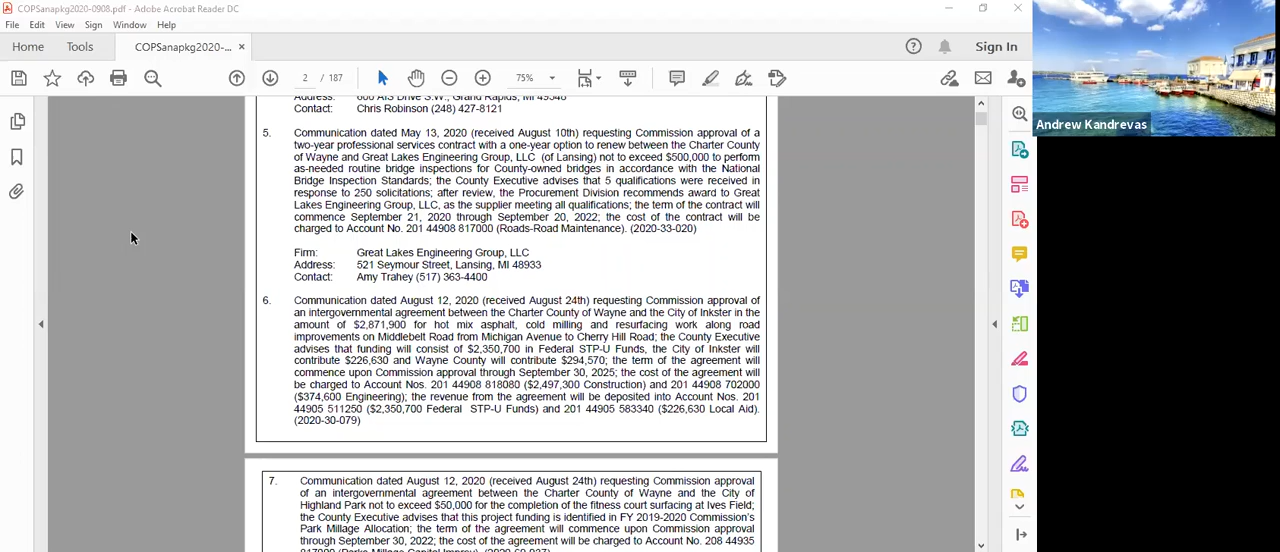 COPSanapkg2020-0908.pdf - Adobe Acrobat Reader DC
File Edit View Sign Window Help
Home Tools COPSanapkg2020-... × Sign In
2 / 187 75%
Address: 600 ATS Drive S.W., Grand Rapids, MI 49548
Contact: Chris Robinson (248) 427-8121
5. Communication dated May 13, 2020 (received August 10th) requesting Commission approval of a
two-year professional services contract with a one-year option to renew between the Charter County
of Wayne and Great Lakes Engineering Group, LLC (of Lansing) not to exceed $500,000 to perform
as-needed routine bridge inspections for County-owned bridges in accordance with the National
Bridge Inspection Standards; the County Executive advises that 5 qualifications were received in
response to 250 solicitations; after review, the Procurement Division recommends award to Great
Lakes Engineering Group, LLC, as the supplier meeting all qualifications; the term of the contract will
commence September 21, 2020 through September 20, 2022; the cost of the contract will be
charged to Account No. 201 44908 817000 (Roads-Road Maintenance). (2020-33-020)
Firm: Great Lakes Engineering Group, LLC
Address: 521 Seymour Street, Lansing, MI 48933
Contact: Amy Trahey (517) 363-4400
6. Communication dated August 12, 2020 (received August 24th) requesting Commission approval of
an intergovernmental agreement between the Charter County of Wayne and the City of Inkster in the
amount of $2,871,900 for hot mix asphalt, cold milling and resurfacing work along road
improvements on Middlebelt Road from Michigan Avenue to Cherry Hill Road; the County Executive
advises that funding will consist of $2,350,700 in Federal STP-U Funds, the City of Inkster will
contribute $226,630 and Wayne County will contribute $294,570; the term of the agreement will
commence upon Commission approval through September 30, 2025; the cost of the agreement will
be charged to Account Nos. 201 44908 818080 ($2,497,300 Construction) and 201 44908 702000
($374,600 Engineering); the revenue from the agreement will be deposited into Account Nos. 201
44905 511250 ($2,350,700 Federal STP-U Funds) and 201 44905 583340 ($226,630 Local Aid).
(2020-30-079)
7. Communication dated August 12, 2020 (received August 24th) requesting Commission approval
of an intergovernmental agreement between the Charter County of Wayne and the City of
Highland Park not to exceed $50,000 for the completion of the fitness court surfacing at Ives Field;
the County Executive advises that this project funding is identified in FY 2019-2020 Commission's
Park Millage Allocation; the term of the agreement will commence upon Commission approval
through September 30, 2022; the cost of the agreement will be charged to Account No. 208 44935
Andrew Kandrevas